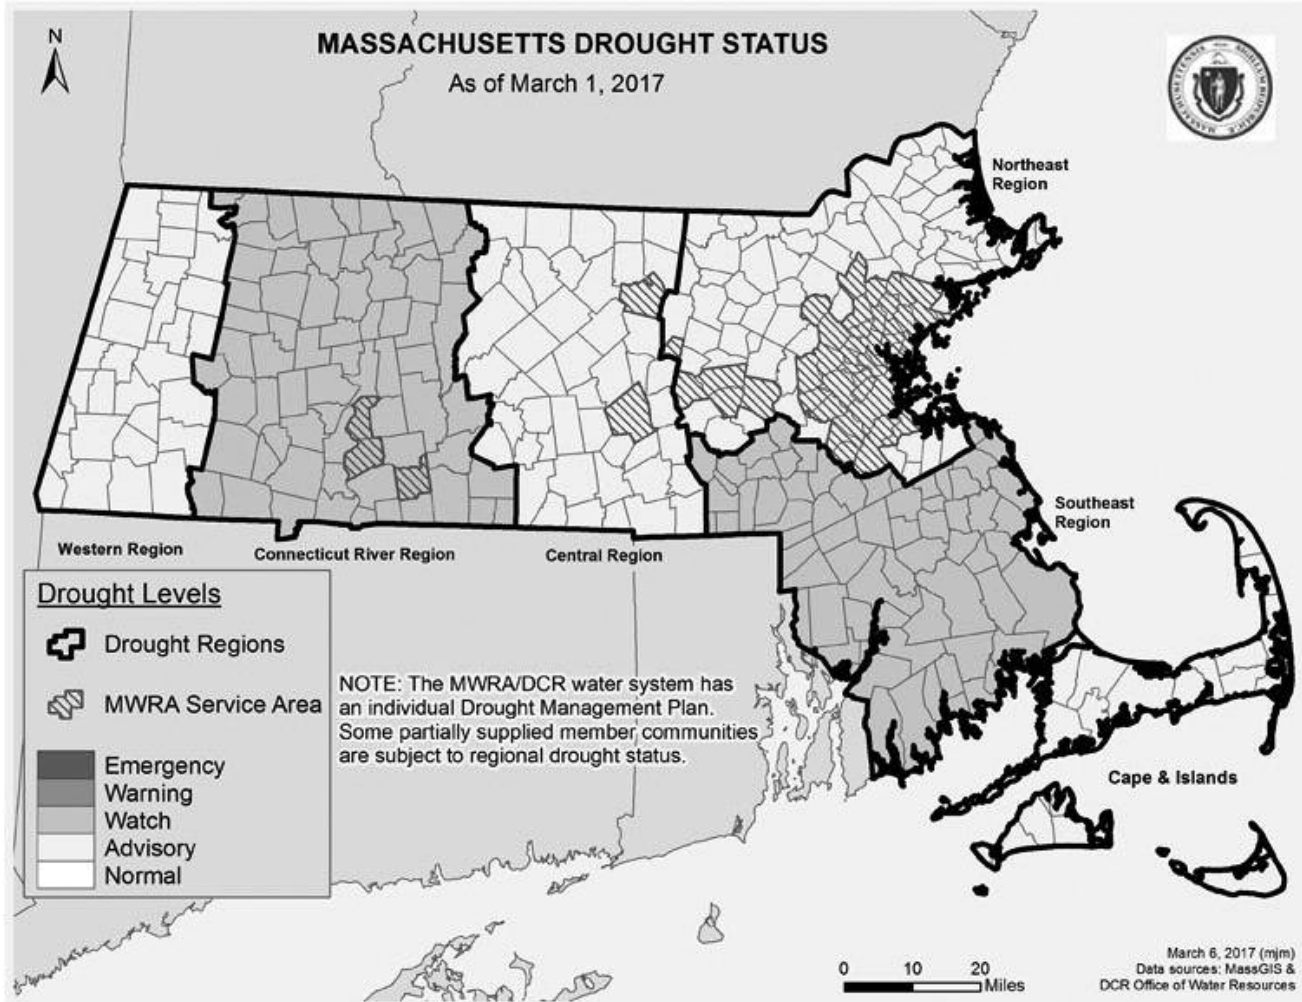 N
MASSACHUSETTS DROUGHT STATUS
As of March 1, 2017
Northeast
Region
Southeast
Region
Western Region
Connecticut River Region
Central Region
Drought Levels
Drought Regions
MWRA Service Area
Emergency
Warning
Watch
Advisory
Normal
NOTE: The MWRA/DCR water system has
an individual Drought Management Plan.
Some partially supplied member communities
are subject to regional drought status.
Cape & Islands
0 10 20
Miles
March 6, 2017 (mjm)
Data sources: MassGIS &
DCR Office of Water Resources